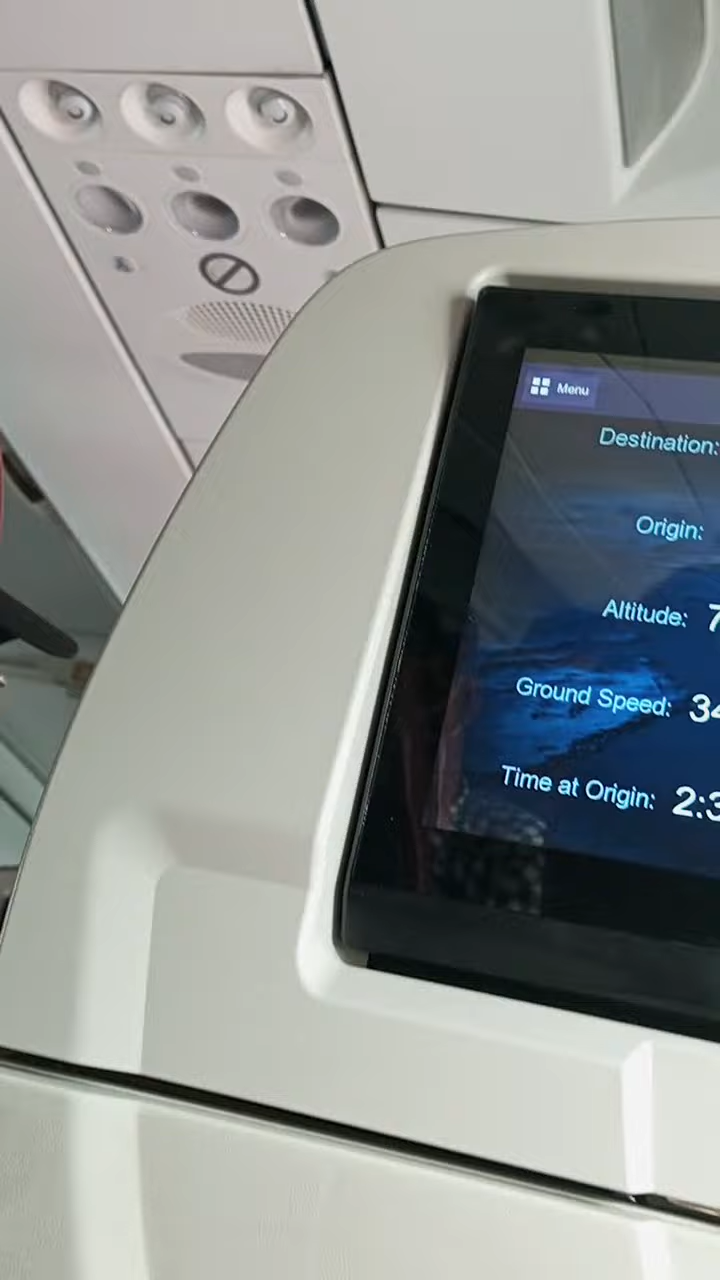 Menu
Destination:
Origin:
Altitude: 7
Ground Speed: 34
Time at Origin: 2:3